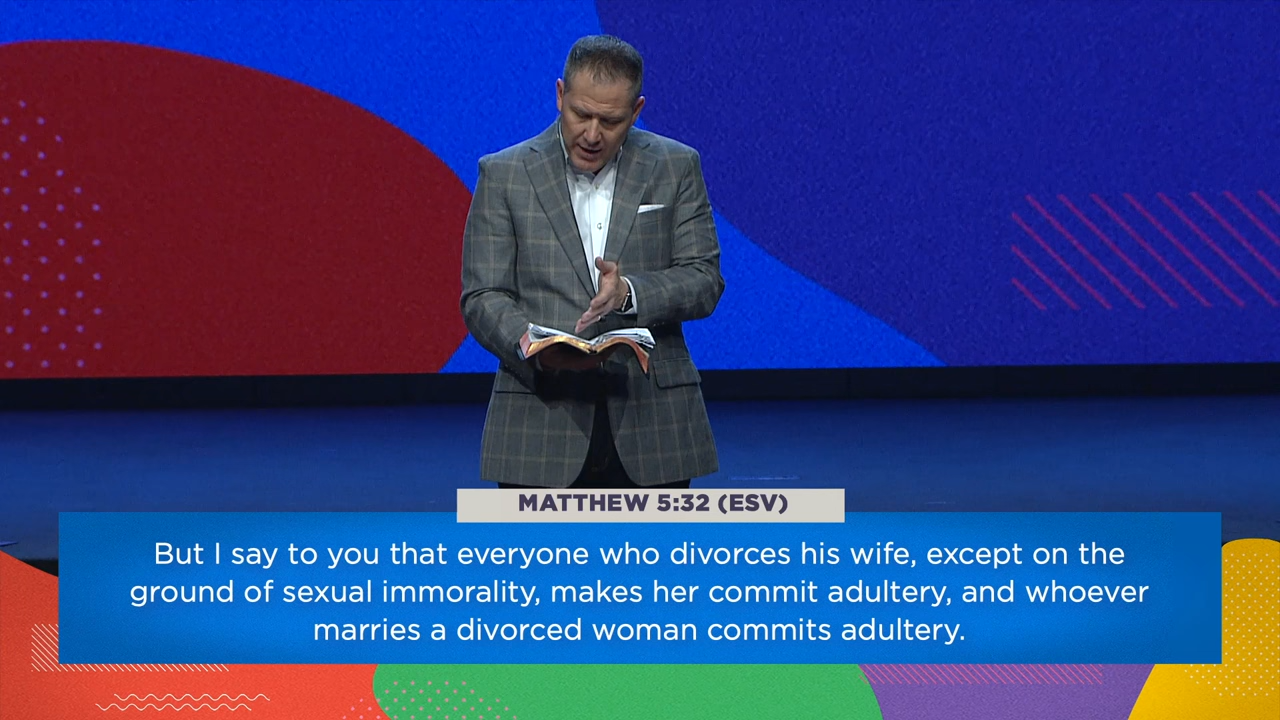 MATTHEW 5:32 (ESV)
But I say to you that everyone who divorces his wife, except on the
ground of sexual immorality, makes her commit adultery, and whoever
marries a divorced woman commits adultery.